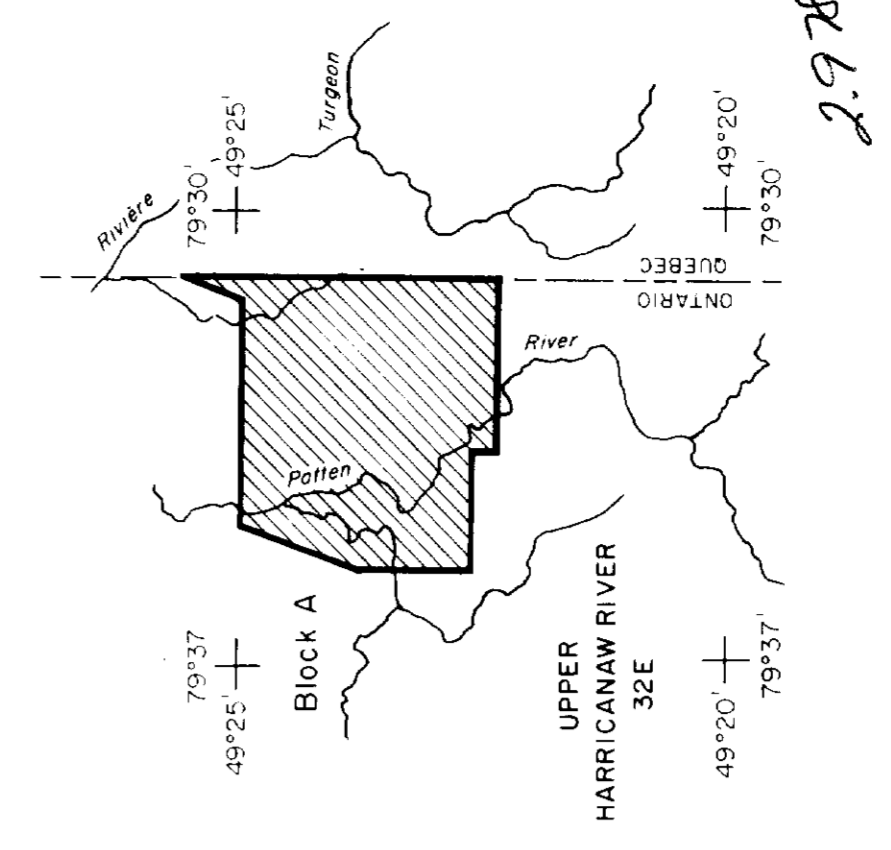 Rivière
79°37
79°30'
49°25'
49°25'
Block A
Turgeon
Patten
River
UPPER
HARRICANAW RIVER
32E
ONTARIO
QUEBEC
49°20'
49°20'
79°37'
79°30'